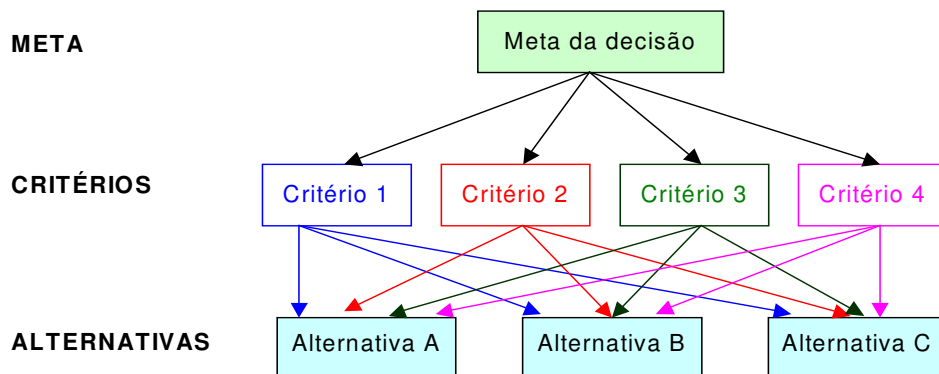 META
Meta da decisão
CRITÉRIOS
Critério 1
Critério 2
Critério 3
Critério 4
ALTERNATIVAS
Alternativa A
Alternativa B
Alternativa C